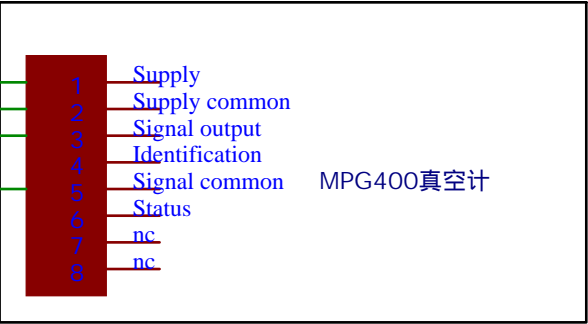 1 Supply
2 Supply common
3 Signal output
4 Identification
5 Signal common MPG400真空计
6 Status
7 nc
8 nc